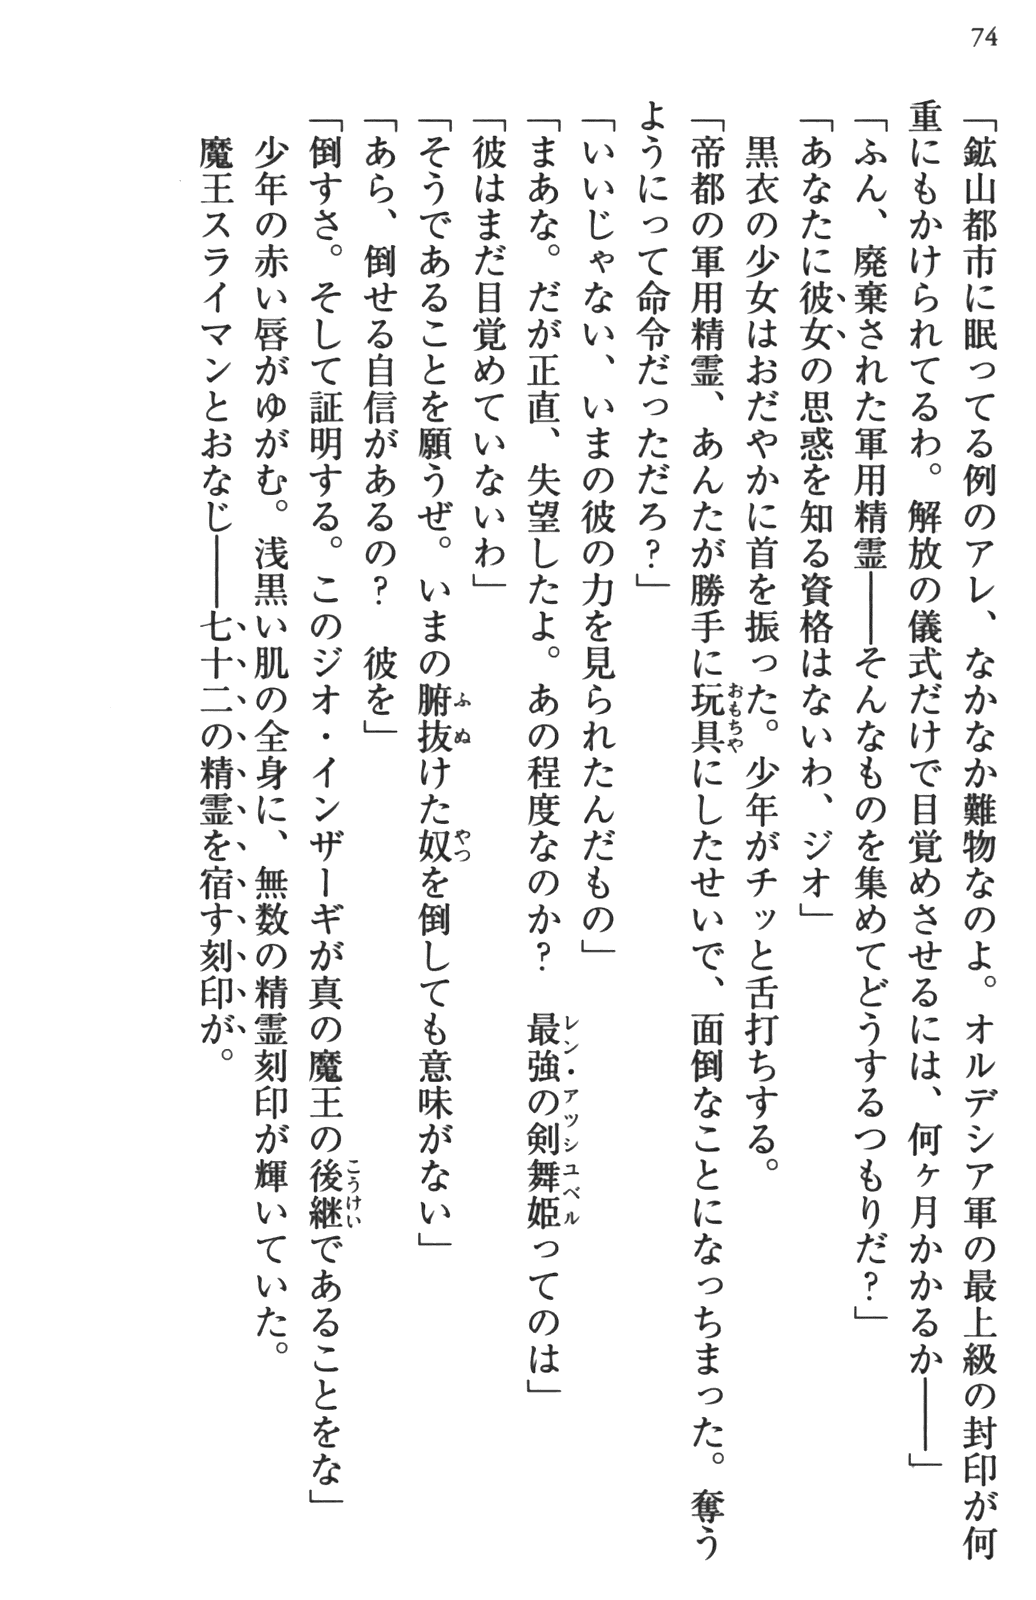 74
「鉱山都市に眠ってる例のアレ、なかなか難物なのよ。オルデシア軍の最上級の封印が何
重にもかけられてるわ。解放の儀式だけで目覚めさせるには、何ヶ月かかるか――」
「ふん、廃棄された軍用精霊――そんなものを集めてどうするつもりだ？」
「あなたに彼女の思惑を知る資格はないわ、ジオ」
　黒衣の少女はおだやかに首を振った。少年がチッと舌打ちする。
「帝都の軍用精霊、あんたが勝手に玩具にしたせいで、面倒なことになっちまった。奪う
ようにって命令だっただろ？」
「いいじゃない、いまの彼の力を見られたんだもの」
「まあな。だが正直、失望したよ。あの程度なのか？　最強の剣舞姫ってのは」
「彼はまだ目覚めていないわ」
「そうであることを願うぜ。いまの腑抜けた奴を倒しても意味がない」
「あら、倒せる自信があるの？　彼を」
「倒すさ。そして証明する。このジオ・インザーギが真の魔王の後継であることをな」
　少年の赤い唇がゆがむ。浅黒い肌の全身に、無数の精霊刻印が輝いていた。
　魔王スライマンとおなじ――七十二の精霊を宿す刻印が。